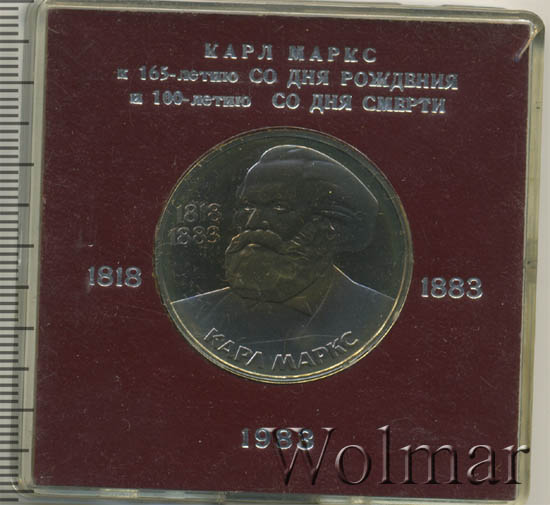 КАРЛ МАРКС
к 165-летию СО ДНЯ РОЖДЕНИЯ
и 100-летию СО ДНЯ СМЕРТИ
1818
1883
КАРЛ МАРКС
1818
1883
1983
Wolmar